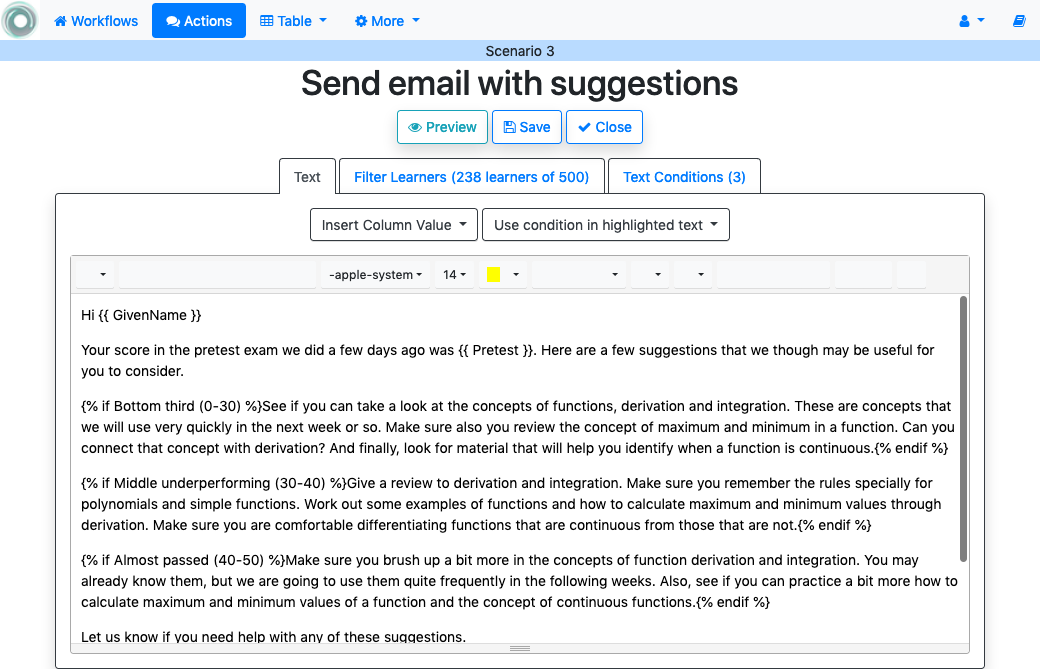 Workflows Actions Table More
Scenario 3
Send email with suggestions
Preview Save Close
Text Filter Learners (238 learners of 500) Text Conditions (3)
Insert Column Value Use condition in highlighted text
-apple-system 14
Hi {{ GivenName }}
Your score in the pretest exam we did a few days ago was {{ Pretest }}. Here are a few suggestions that we though may be useful for
you to consider.
{% if Bottom third (0-30) %}See if you can take a look at the concepts of functions, derivation and integration. These are concepts that
we will use very quickly in the next week or so. Make sure also you review the concept of maximum and minimum in a function. Can you
connect that concept with derivation? And finally, look for material that will help you identify when a function is continuous.{% endif %}
{% if Middle underperforming (30-40) %}Give a review to derivation and integration. Make sure you remember the rules specially for
polynomials and simple functions. Work out some examples of functions and how to calculate maximum and minimum values through
derivation. Make sure you are comfortable differentiating functions that are continuous from those that are not.{% endif %}
{% if Almost passed (40-50) %}Make sure you brush up a bit more in the concepts of function derivation and integration. You may
already know them, but we are going to use them quite frequently in the following weeks. Also, see if you can practice a bit more how to
calculate maximum and minimum values of a function and the concept of continuous functions.{% endif %}
Let us know if you need help with any of these suggestions.